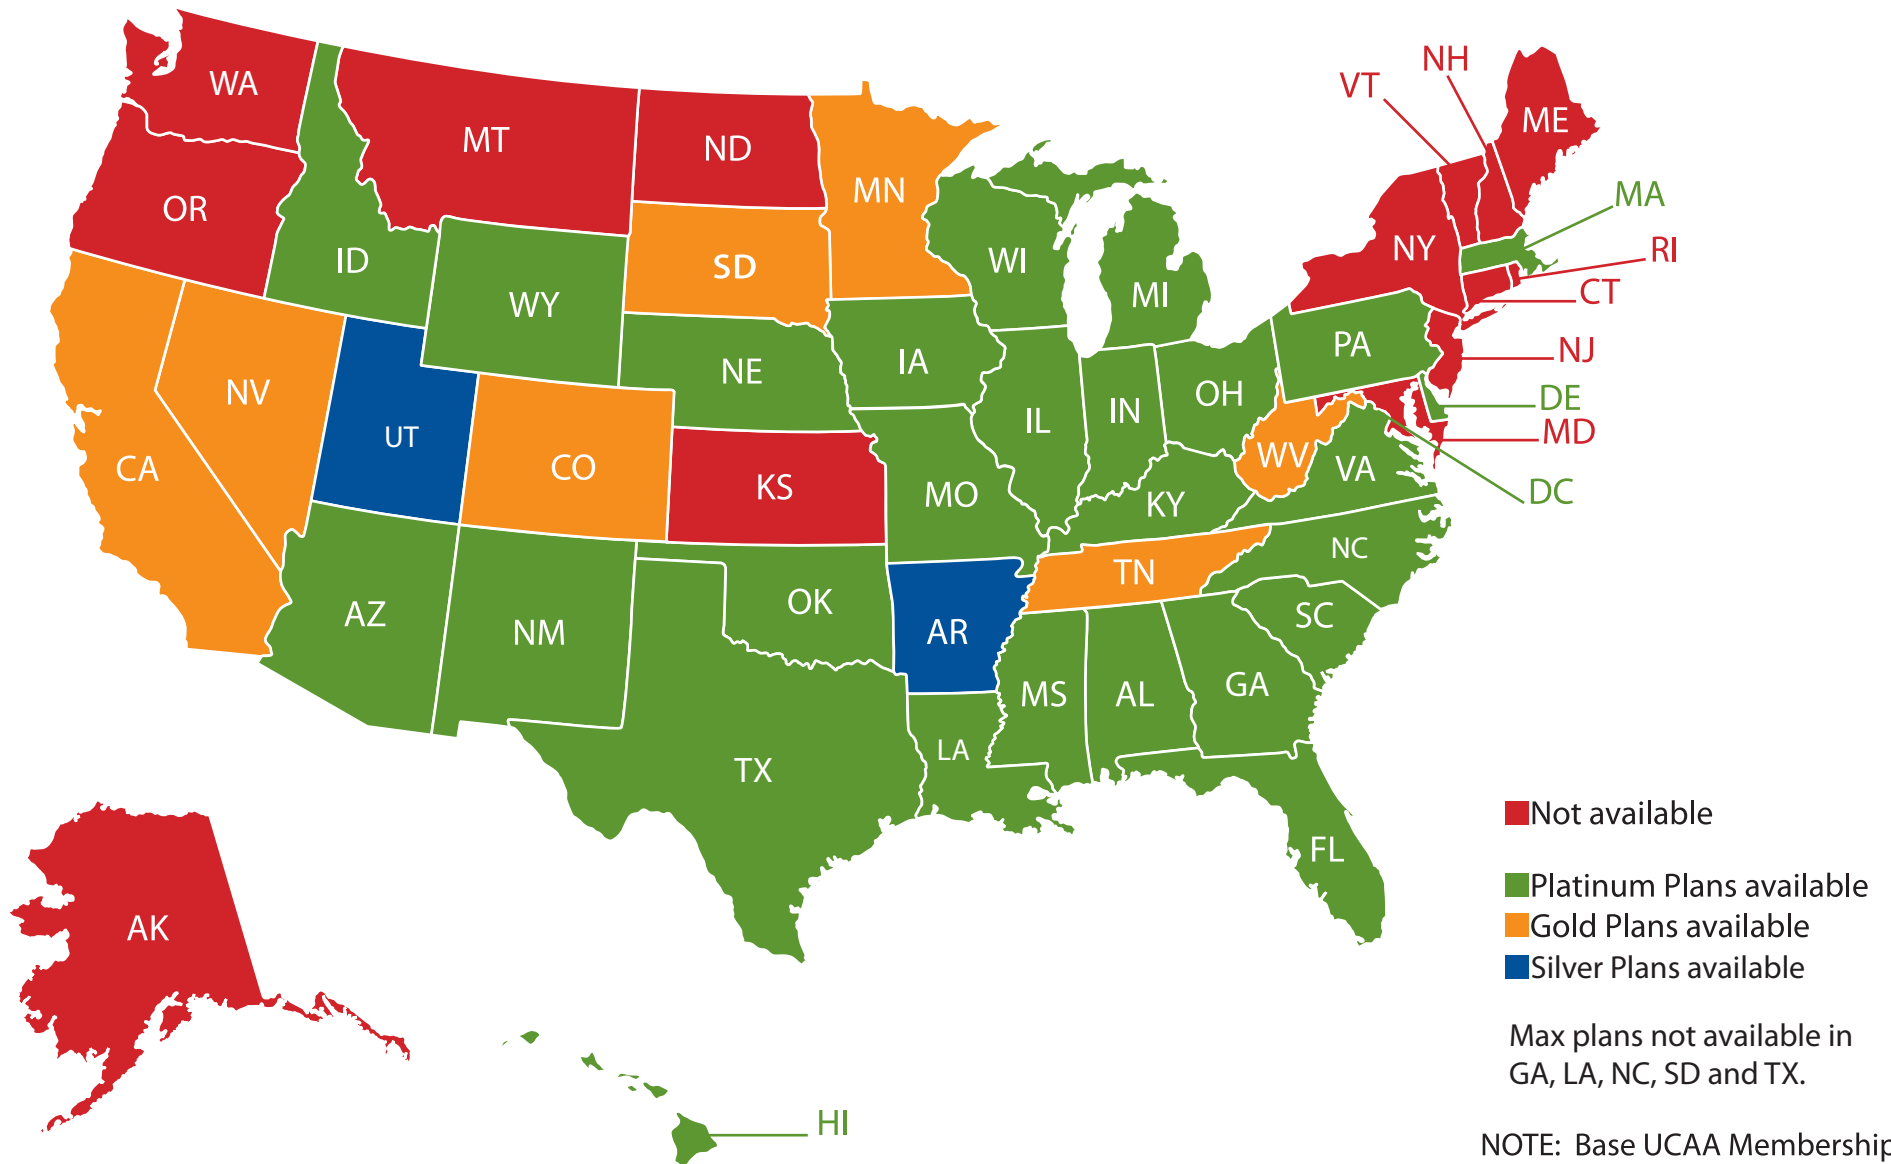 NH
VT
WA
ME
MT
ND
MN
MA
OR
NY
RI
WI
ID
SD
CT
MI
WY
PA
NJ
IA
NE
NV
OH
DE
IN
IL
MD
UT
WV
CA
CO
VA
KS
DC
MO
KY
NC
TN
OK
AZ
SC
NM
AR
GA
MS
AL
LA
TX
FL
AK
HI
Not available
Platinum Plans available
Gold Plans available
Silver Plans available
Max plans not available in
GA, LA, NC, SD and TX.
NOTE: Base UCAA Membership